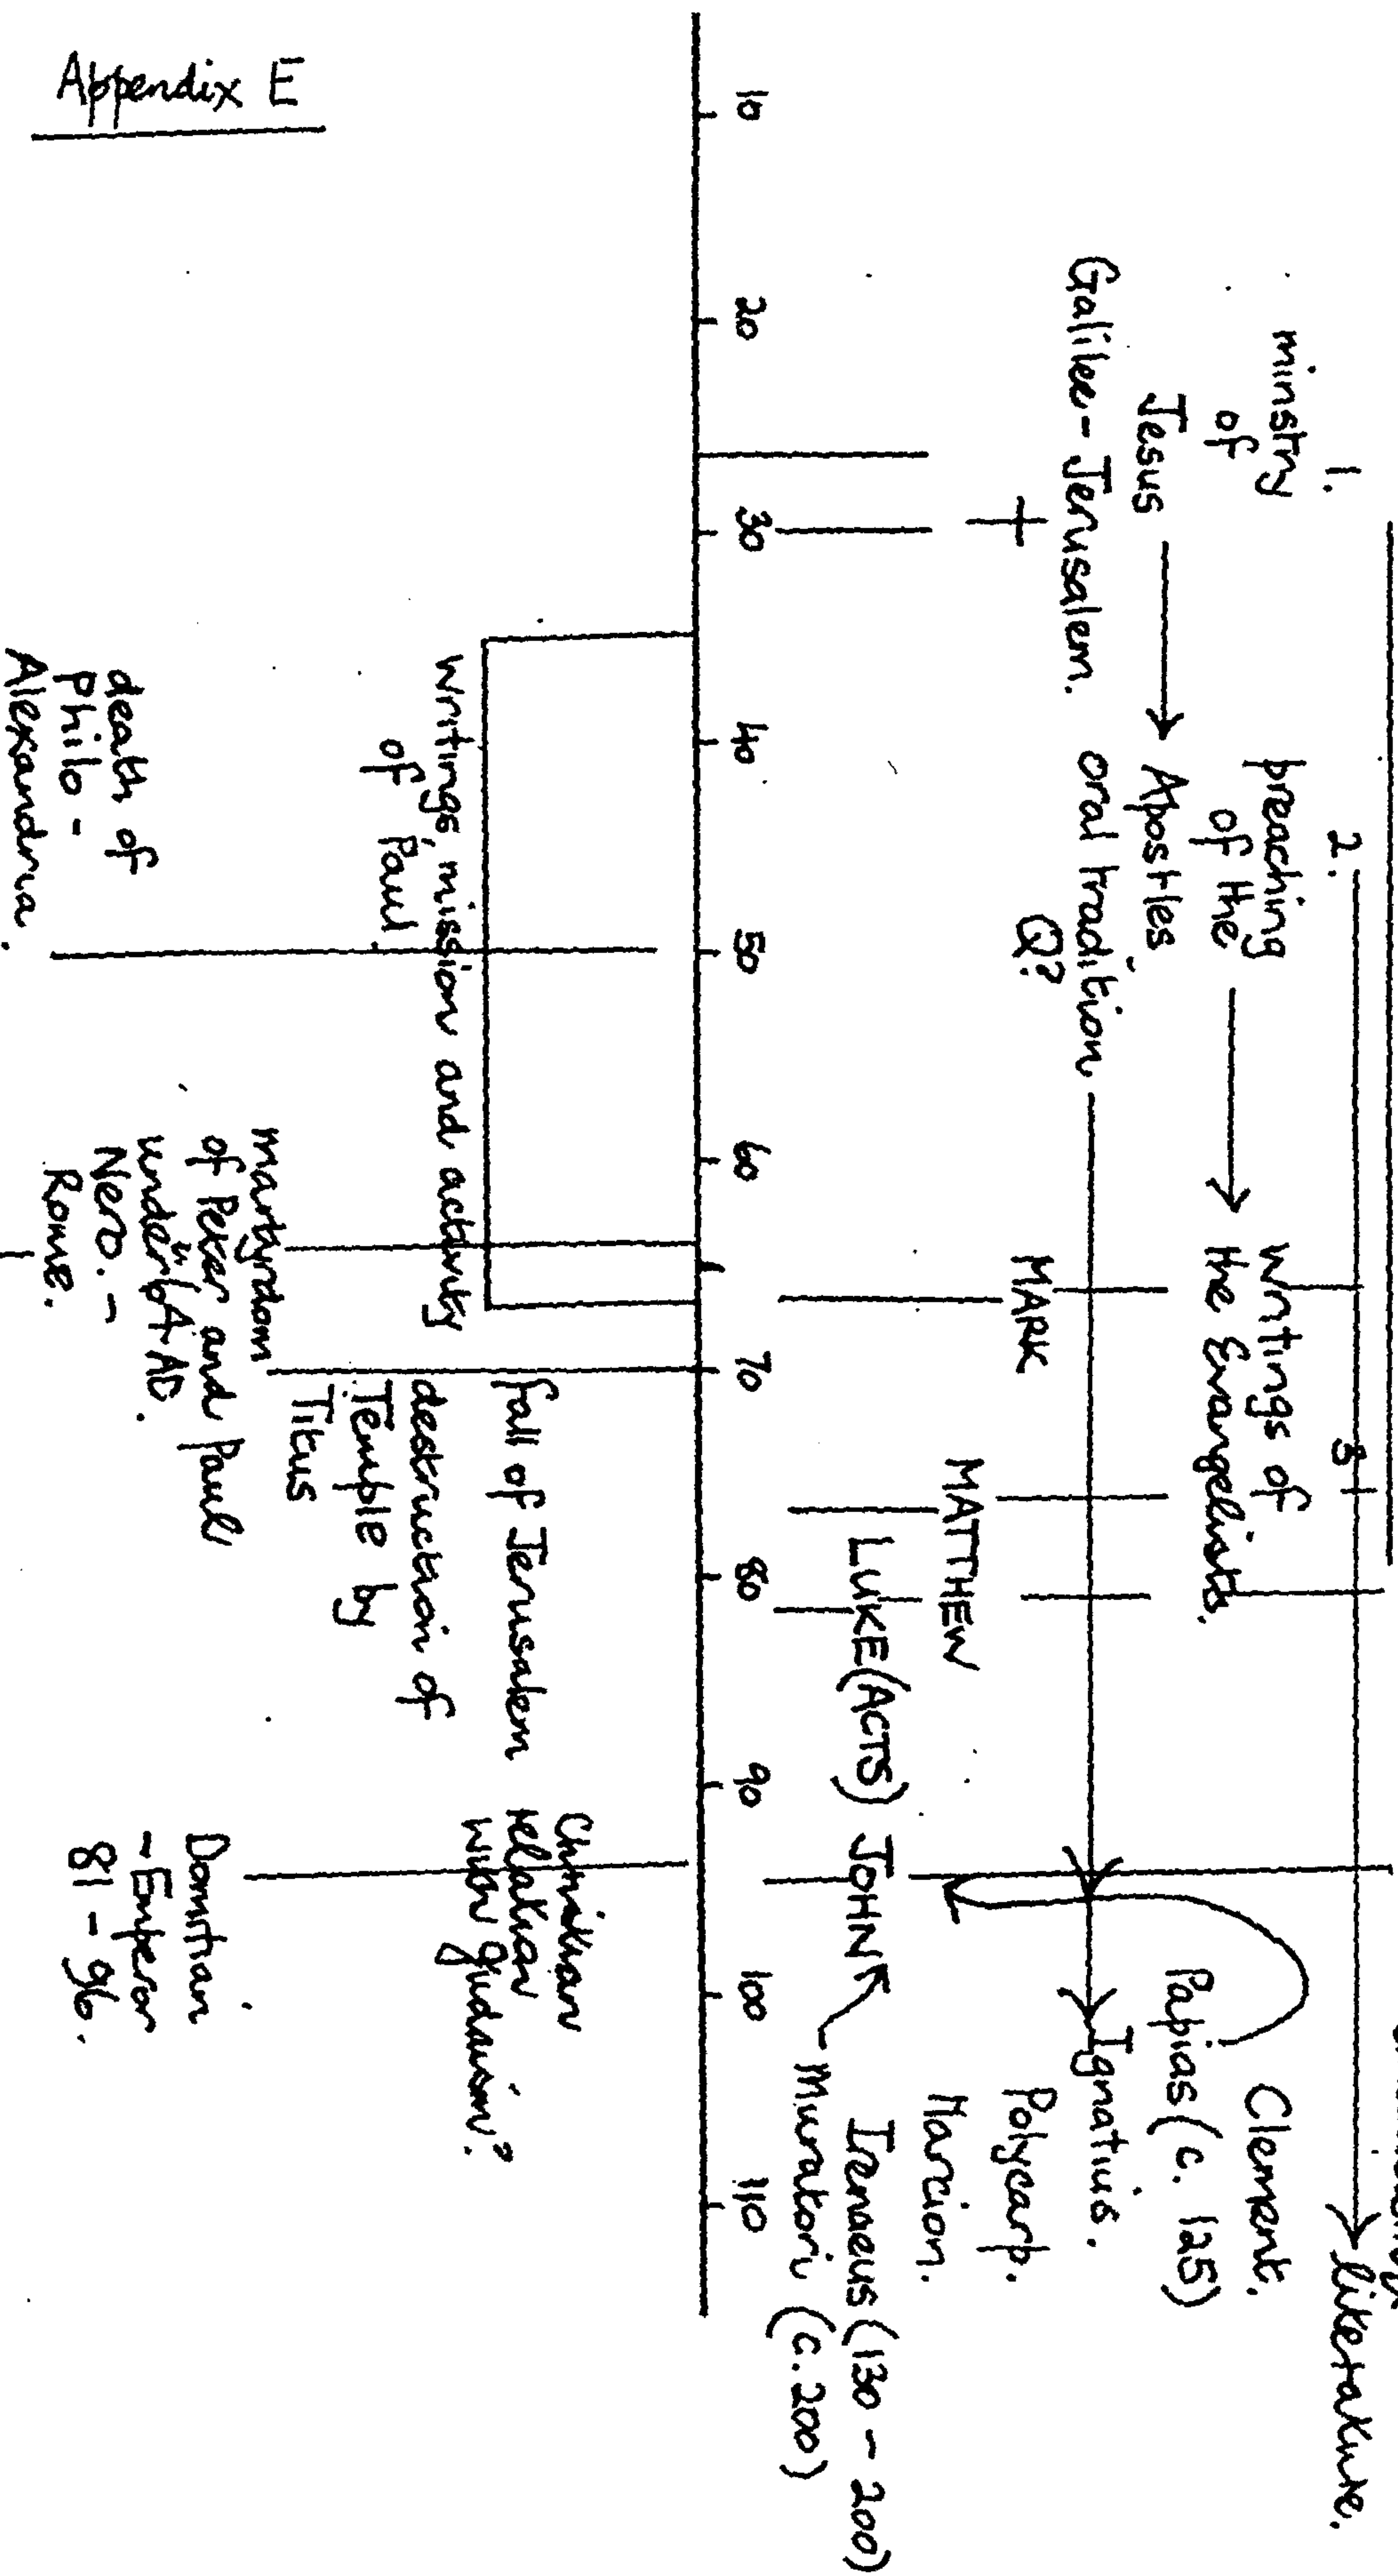 Appendix E
1.
minstry
of
Jesus
Galilee - Jerusalem.
2.
preaching
of the
Apostles
oral tradition
Q?
3
writings of
the Evangelists.
MARK
MATTHEW
LUKE (ACTS)
JOHN
literature.
Clement.
Papias (c. 125)
Ignatius.
Polycarp.
Marcion.
Irenaeus (130 - 200)
Muratori (c. 200)
10 20 30 40 50 60 70 80 90 100 110
writings, mission and activity
of Paul
death of
Philo -
Alexandria.
martyrdom
of Peter and Paul
under 64 AD.
Nero. -
Rome.
fall of Jerusalem
destruction of
Temple by
Titus
Christian
relation
with Judaism?
Domitian
- Emperor
81 - 96.